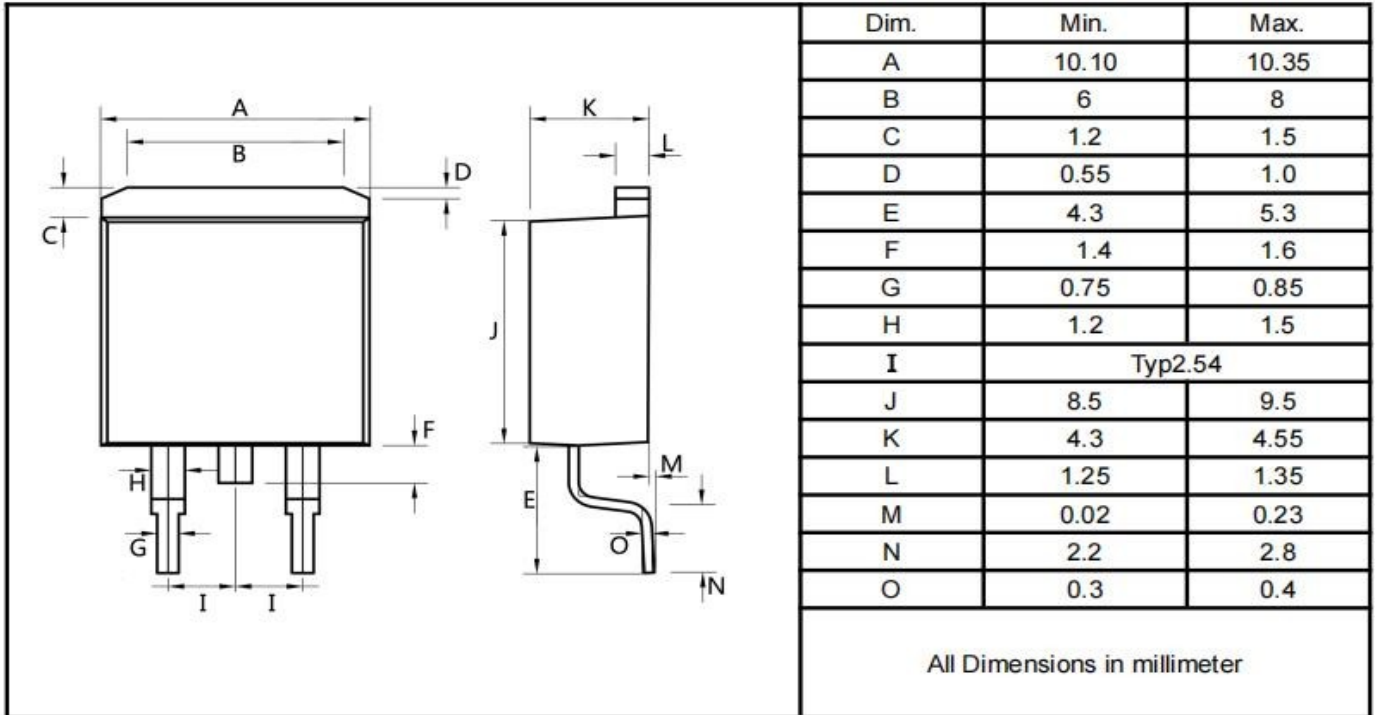 A
B
D
C
J
K
L
F
H
G
I I
E
M
O
N
Dim. Min. Max.
A 10.10 10.35
B 6 8
C 1.2 1.5
D 0.55 1.0
E 4.3 5.3
F 1.4 1.6
G 0.75 0.85
H 1.2 1.5
I Typ2.54
J 8.5 9.5
K 4.3 4.55
L 1.25 1.35
M 0.02 0.23
N 2.2 2.8
O 0.3 0.4
All Dimensions in millimeter